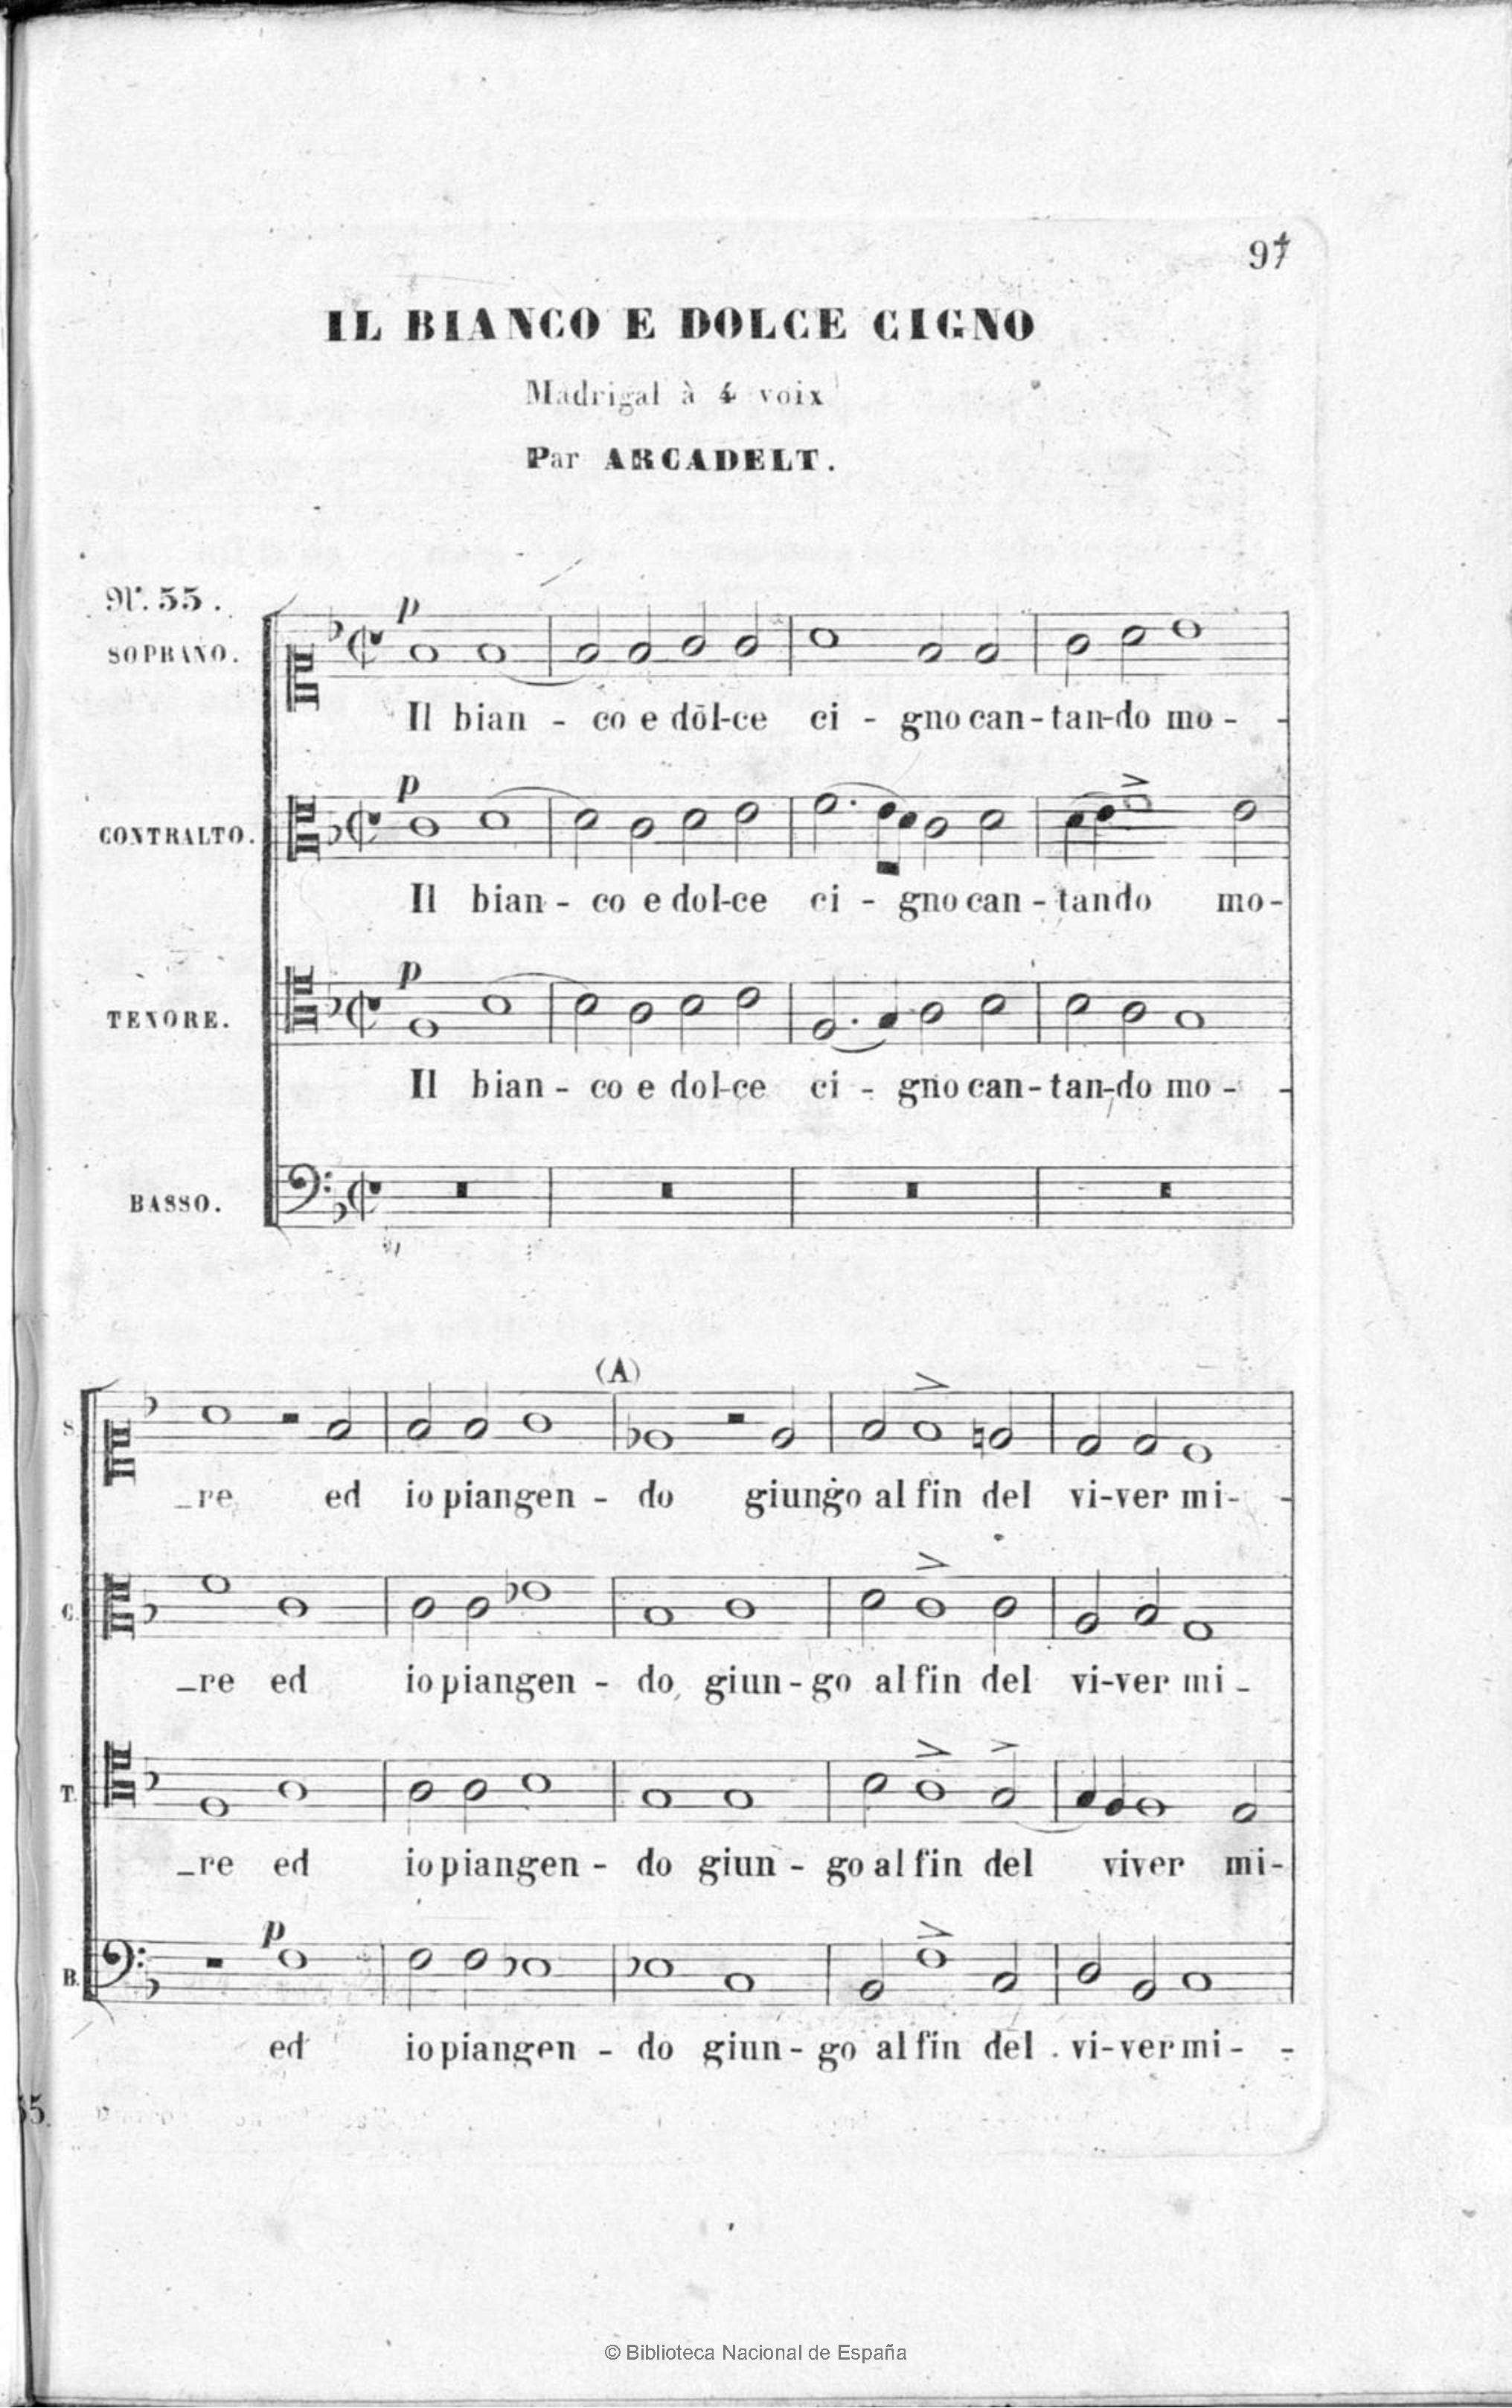 97
IL BIANCO E DOLCE CIGNO
Madrigal à 4 voix
Par ARCADELT.
Nº. 55.
SOPRANO.
p
Il bian - co e dol-ce ci - gno can-tan-do mo - -
CONTRALTO.
p
Il bian - co e dol-ce ci - gno can - tando mo-
TENORE.
p
Il bian - co e dol-ce ci - gno can-tan-do mo - -
BASSO.
(A)
S.
_re ed io piangen - do giungo al fin del vi-ver mi- -
C.
_re ed io piangen - do, giun - go al fin del vi-ver mi -
T.
_re ed io piangen - do giun - go al fin del viver mi-
p
B.
ed io piangen - do giun - go al fin del vi-ver mi - -
55.
© Biblioteca Nacional de España